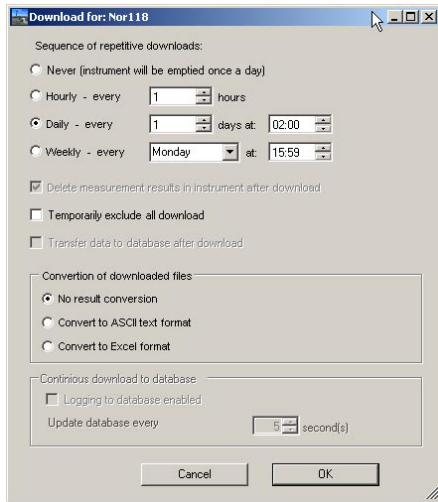 Download for: Nor118
Sequence of repetitive downloads:
Never (instrument will be emptied once a day)
Hourly - every 1 hours
Daily - every 1 days at: 02:00
Weekly - every Monday at: 15:59
Delete measurement results in instrument after download
Temporarily exclude all download
Transfer data to database after download
Convertion of downloaded files
No result conversion
Convert to ASCII text format
Convert to Excel format
Continious download to database
Logging to database enabled
Update database every 5 second(s)
Cancel OK